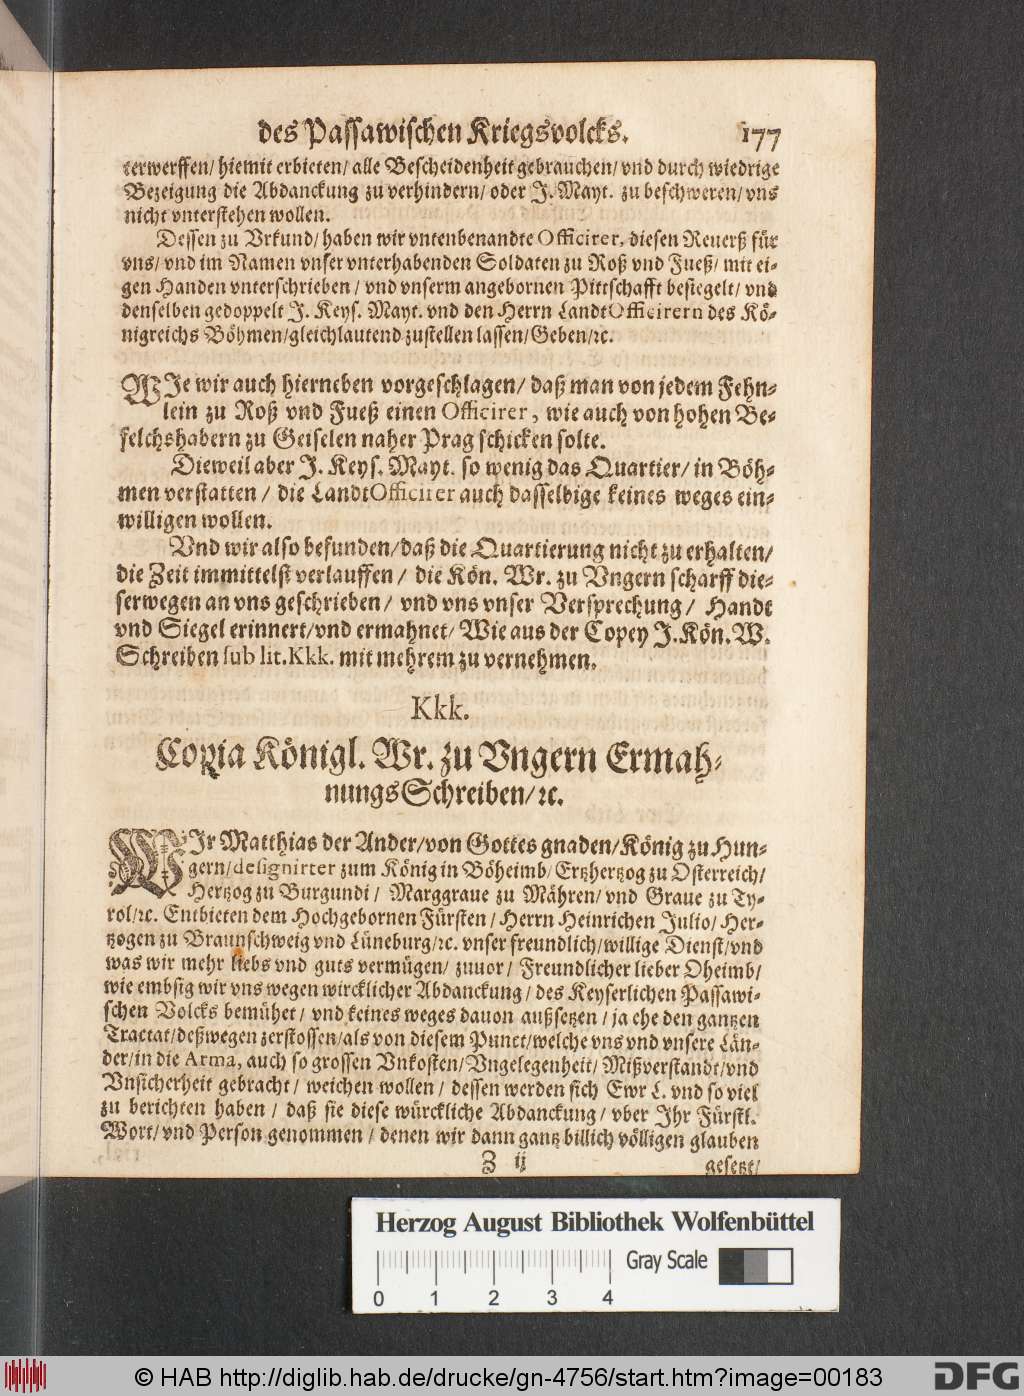 des Passawischen Kriegsvolcks. 177
terwerffen/ hiemit erbieten/ alle Bescheidenheit gebrauchen/ vnd durch wiedrige
Bezeigung die Abdanckung zu verhindern/ oder J. Mayt. zu beschweren/ vns
nicht vnterstehen wollen.
Dessen zu Vrkund/ haben wir vntenbenandte Officirer, diesen Reuerß für
vns/ vnd im Namen vnser vnterhabenden Soldaten zu Roß vnd Fueß/ mit ei-
gen Handen vnterschrieben / vnd vnserm angebornen Pittschafft besiegelt/ vnd
denselben gedoppelt J. Keys. Mayt. vnd den Herrn LandtOfficirern des Kö-
nigreichs Böhmen/gleichlautend zustellen lassen/ Geben/ꝛc.
WJe wir auch hierneben vorgeschlagen/ daß man von jedem Fehn-
lein zu Roß vnd Fueß einen Officirer, wie auch von hohen Be-
felchshabern zu Geiselen naher Prag schicken solte.
Dieweil aber J. Keys. Mayt. so wenig das Quartier/ in Böh-
men verstatten / die LandtOfficirer auch dasselbige keines weges ein-
willigen wollen.
Vnd wir also befunden/daß die Quartierung nicht zu erhalten/
die Zeit immittelst verlauffen / die Kön. Wr. zu Vngern scharff die-
serwegen an vns geschrieben/ vnd vns vnser Versprechung/ Handt
vnd Siegel erinnert/vnd ermahnet/ Wie aus der Copey J. Kön. W.
Schreiben sub lit. Kkk. mit mehrem zu vernehmen.
Kkk.
Copia Königl. Wr. zu Vngern Ermah-
nungsSchreiben/ꝛc.
WJr Matthias der Ander/von Gottes gnaden/König zu Hun-
gern/designirter zum König in Böheimb/ Ertzhertzog zu Osterreich/
Hertzog zu Burgundi / Marggraue zu Mähren/ vnd Graue zu Ty-
rol/ꝛc. Entbieten dem Hochgebornen Fürsten / Herrn Heinrichen Julio/ Her-
tzogen zu Braunschweig vnd Lüneburg/ꝛc. vnser freundlich/willige Dienst/vnd
was wir mehr liebs vnd guts vermügen/ zuuor / Freundlicher lieber Oheimb/
wie embsig wir vns wegen wircklicher Abdanckung / des Keyserlichen Passawi-
schen Volcks bemühet / vnd keines weges dauon außsetzen / ja ehe den gantzen
Tractat/deßwegen zerstossen/als von diesem Punct/welche vns vnd vnsere Län-
der/in die Arma, auch so grossen Vnkosten/Vngelegenheit/ Mißverstandt/vnd
Vnsicherheit gebracht / weichen wollen / dessen werden sich Ewr L. vnd so viel
zu berichten haben / daß sie diese würckliche Abdanckung / vber Jhr Fürstl.
Wort/ vnd Person genommen / denen wir dann gantz billich völligen glauben
Z ij gesetzt/
Herzog August Bibliothek Wolfenbüttel
Gray Scale
0 1 2 3 4
© HAB http://diglib.hab.de/drucke/gn-4756/start.htm?image=00183
DFG